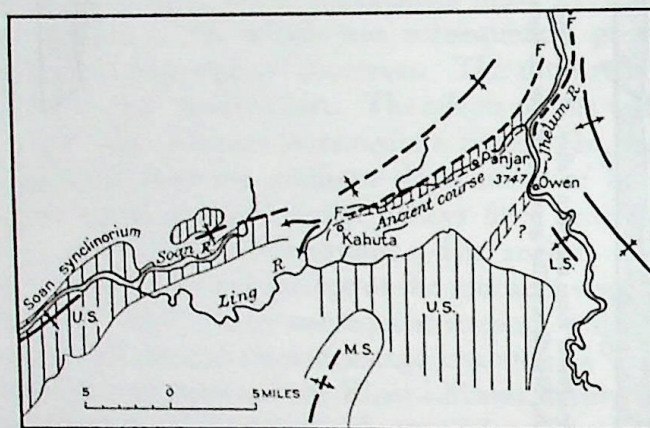 F
F
Jhelum R.
Panjar
3747
Owen
Ancient course
F
Kahuta
?
L.S.
Soan synclinorium
Soan R.
U.S.
Ling R.
U.S.
M.S.
5 0 5 MILES